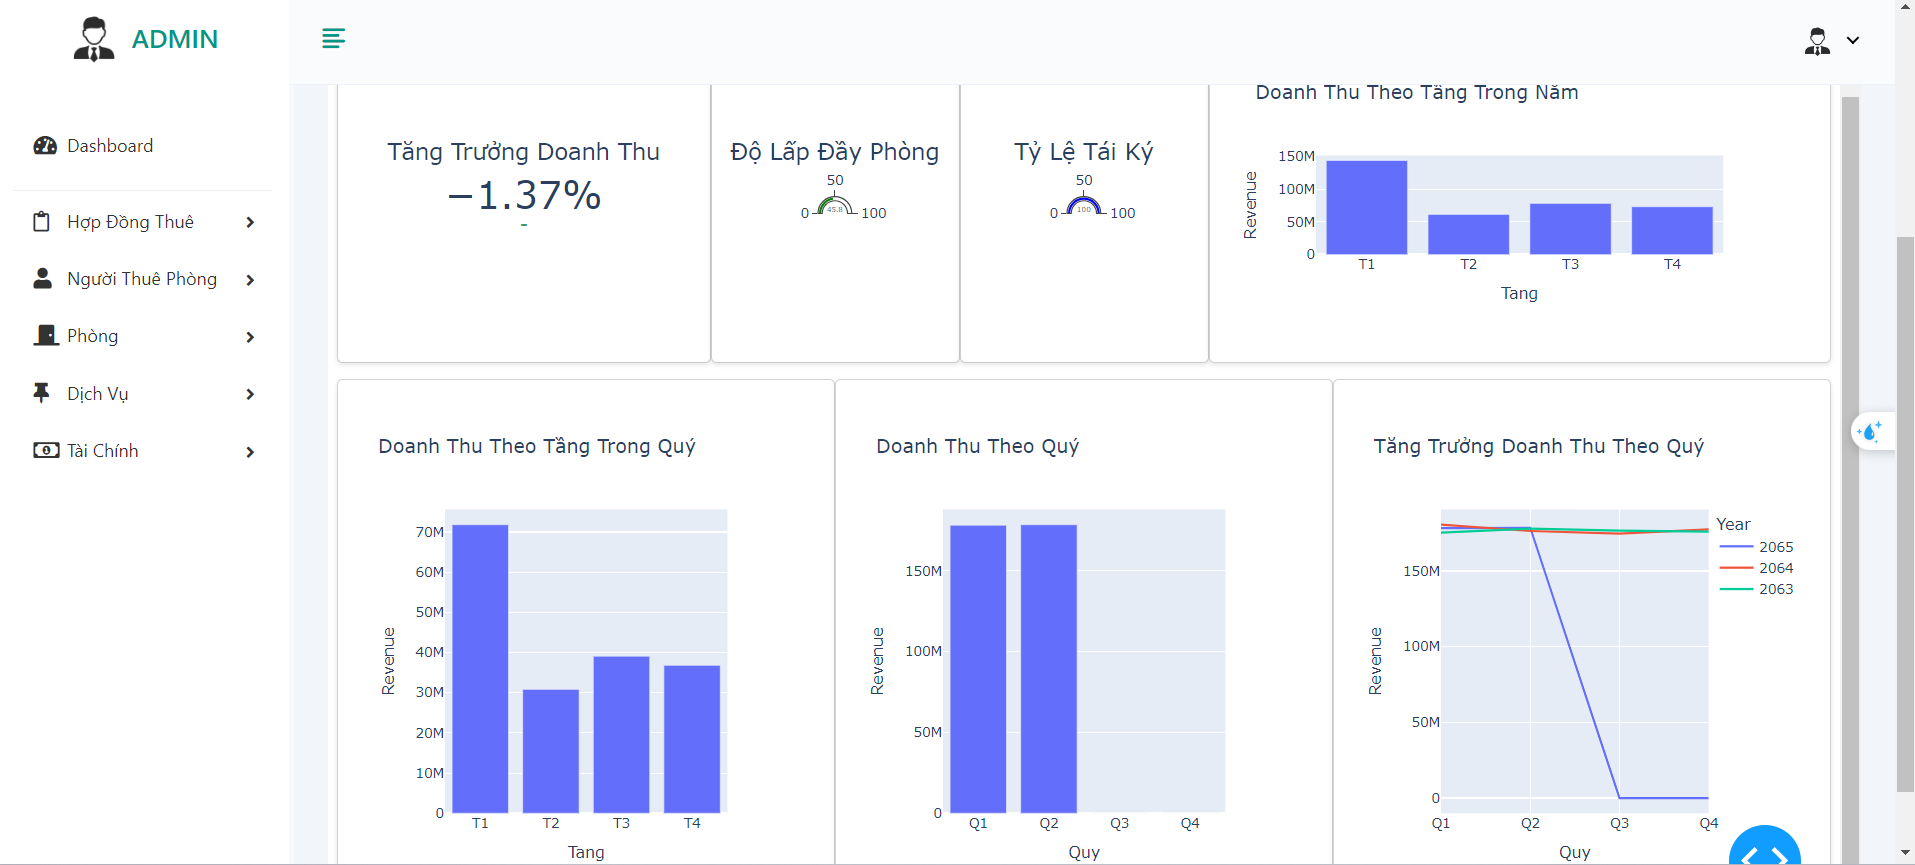 ADMIN
Dashboard
Hợp Đồng Thuê
Người Thuê Phòng
Phòng
Dịch Vụ
Tài Chính
Tăng Trưởng Doanh Thu
−1.37%
-
Độ Lấp Đầy Phòng
50
0
45.8
100
Tỷ Lệ Tái Ký
50
0
100
100
Doanh Thu Theo Tầng Trong Năm
150M
100M
50M
0
Revenue
T1 T2 T3 T4
Tang
Doanh Thu Theo Tầng Trong Quý
70M
60M
50M
40M
30M
20M
10M
0
Revenue
T1 T2 T3 T4
Tang
Doanh Thu Theo Quý
150M
100M
50M
0
Revenue
Q1 Q2 Q3 Q4
Quy
Tăng Trưởng Doanh Thu Theo Quý
150M
100M
50M
0
Revenue
Q1 Q2 Q3 Q4
Quy
Year
2065
2064
2063